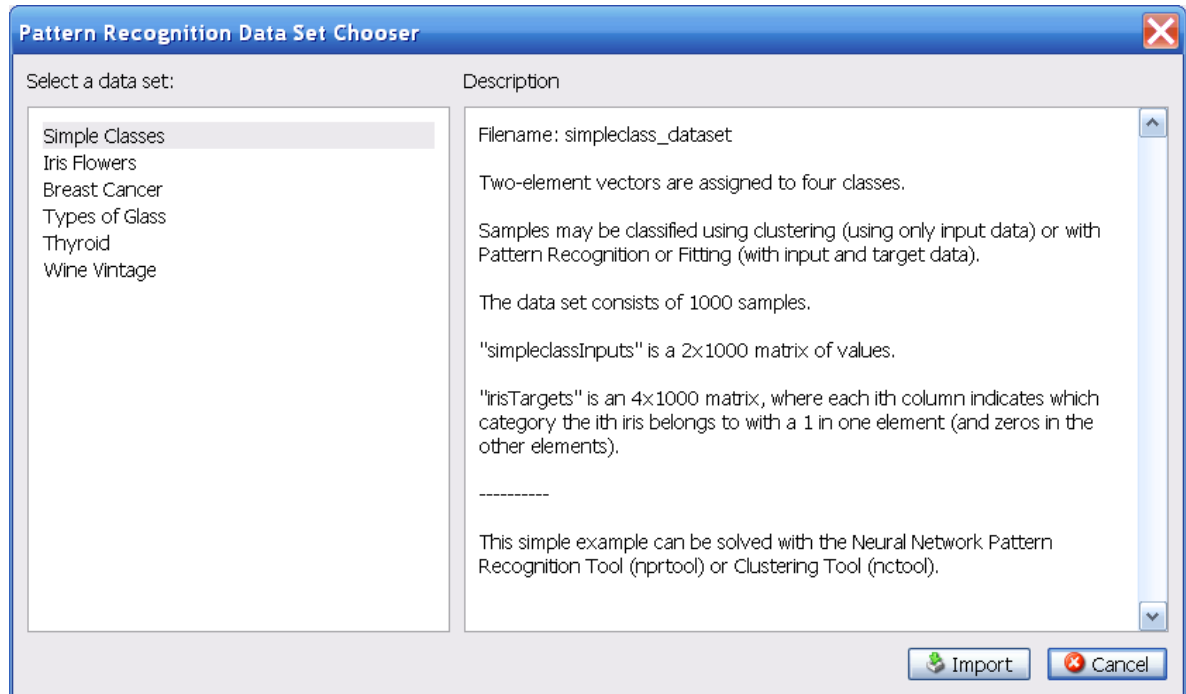 Pattern Recognition Data Set Chooser
Select a data set:
Simple Classes
Iris Flowers
Breast Cancer
Types of Glass
Thyroid
Wine Vintage
Description
Filename: simpleclass_dataset
Two-element vectors are assigned to four classes.
Samples may be classified using clustering (using only input data) or with
Pattern Recognition or Fitting (with input and target data).
The data set consists of 1000 samples.
"simpleclassInputs" is a 2x1000 matrix of values.
"irisTargets" is an 4x1000 matrix, where each ith column indicates which
category the ith iris belongs to with a 1 in one element (and zeros in the
other elements).
----------
This simple example can be solved with the Neural Network Pattern
Recognition Tool (nprtool) or Clustering Tool (nctool).
Import
Cancel